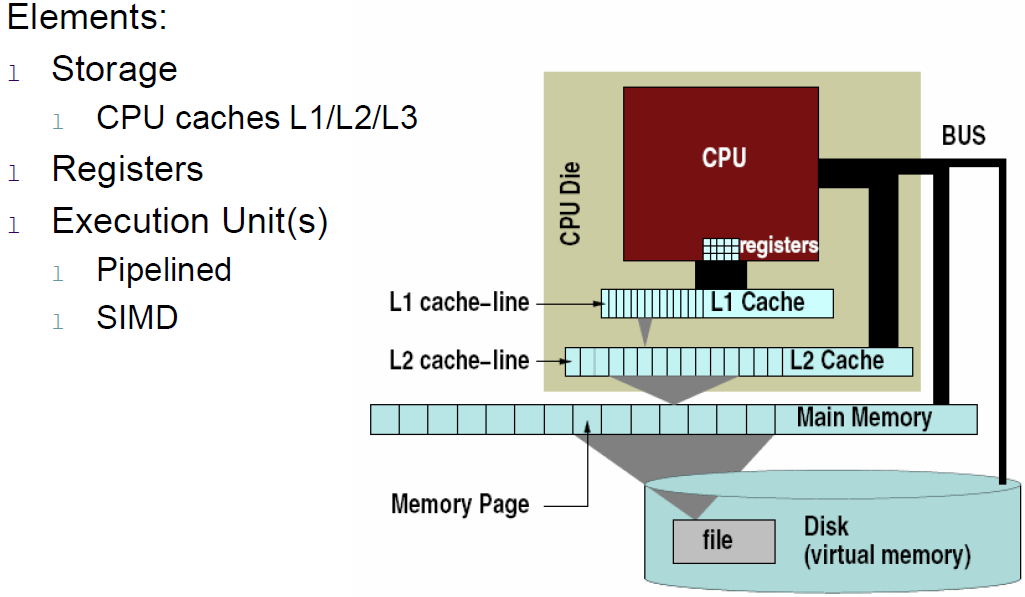 Elements:
l Storage
l CPU caches L1/L2/L3
l Registers
l Execution Unit(s)
l Pipelined
l SIMD
BUS
CPU
CPU Die
registers
L1 cache-line
L1 Cache
L2 cache-line
L2 Cache
Main Memory
Memory Page
file
Disk
(virtual memory)